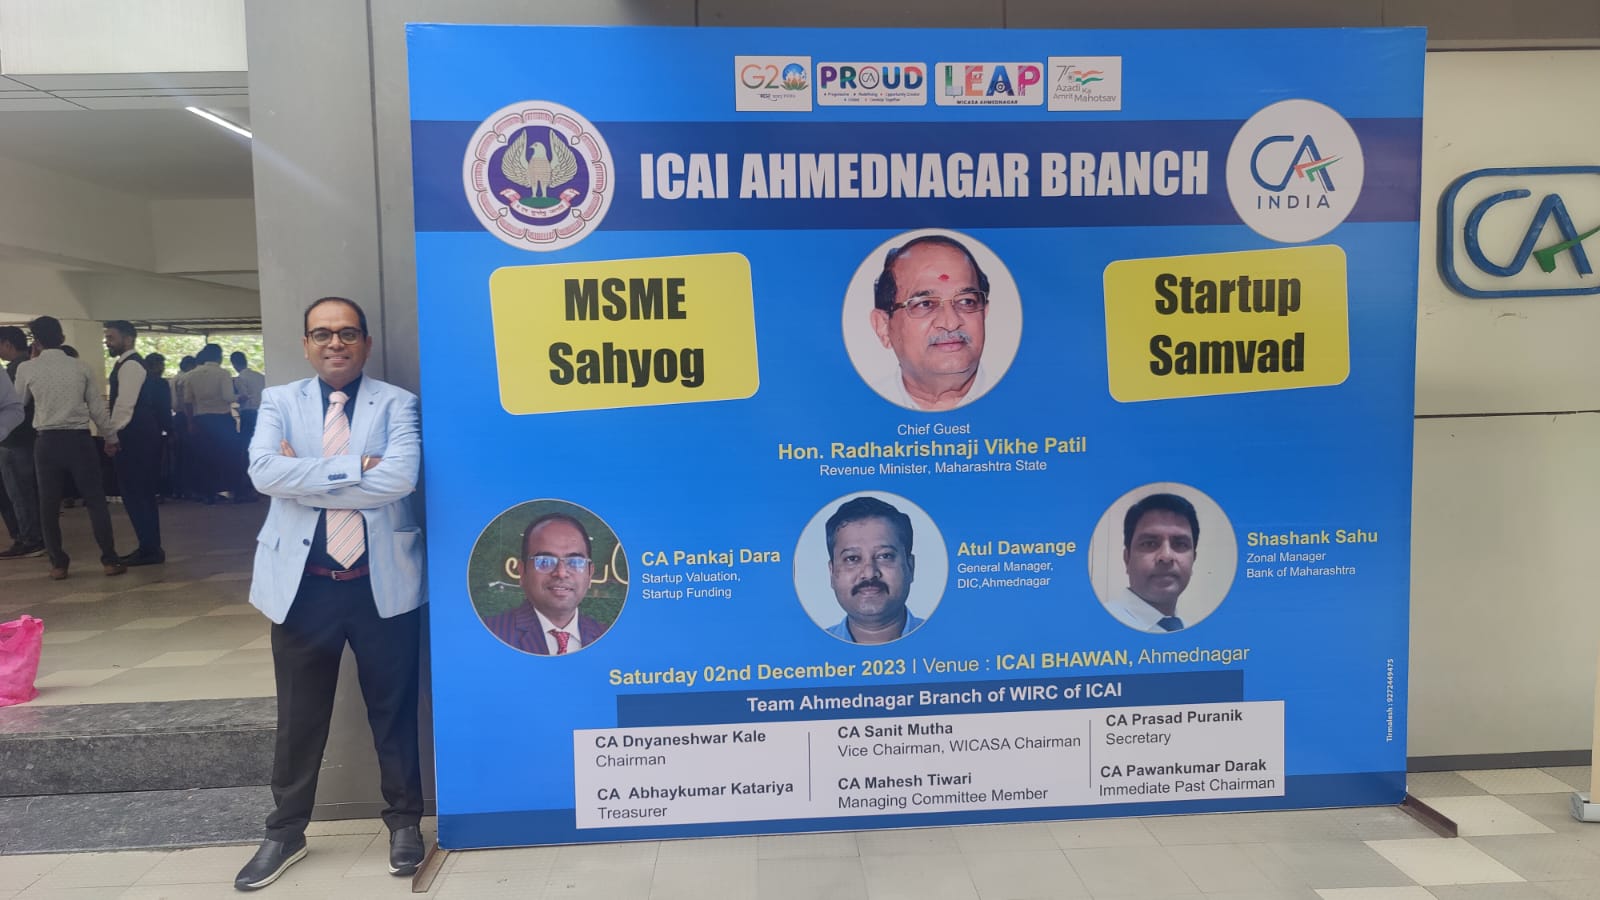 G20
PROUD
LEAP
WICASA AHMEDNAGAR
75
Azadi Ka
Amrit Mahotsav
ICAI AHMEDNAGAR BRANCH
CA
INDIA
CA
MSME
Sahyog
Startup
Samvad
Chief Guest
Hon. Radhakrishnaji Vikhe Patil
Revenue Minister, Maharashtra State
CA Pankaj Dara
Startup Valuation,
Startup Funding
Atul Dawange
General Manager,
DIC,Ahmednagar
Shashank Sahu
Zonal Manager
Bank of Maharashtra
Saturday 02nd December 2023 | Venue : ICAI BHAWAN, Ahmednagar
Team Ahmednagar Branch of WIRC of ICAI
CA Dnyaneshwar Kale
Chairman
CA Abhaykumar Katariya
Treasurer
CA Sanit Mutha
Vice Chairman, WICASA Chairman
CA Mahesh Tiwari
Managing Committee Member
CA Prasad Puranik
Secretary
CA Pawankumar Darak
Immediate Past Chairman
Tirmalesh : 9272449475